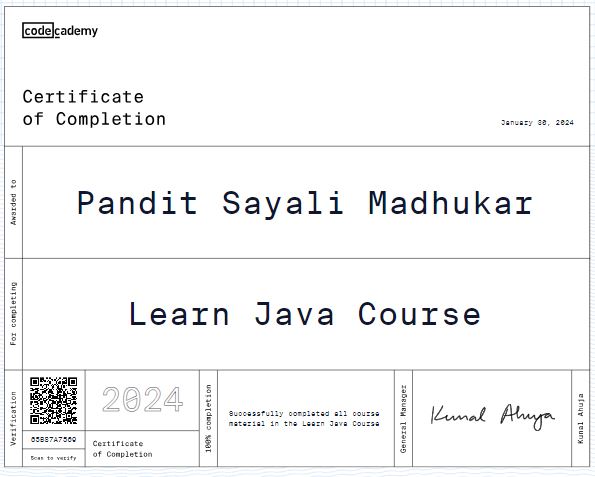 codecademy
Certificate
of Completion
January 30, 2024
Awarded to
Pandit Sayali Madhukar
For completing
Learn Java Course
Verification
65B87A7569
Scan to verify
2024
Certificate
of Completion
100% completion
Successfully completed all course
material in the Learn Java Course
General Manager
Kunal Ahuja
Kunal Ahuja